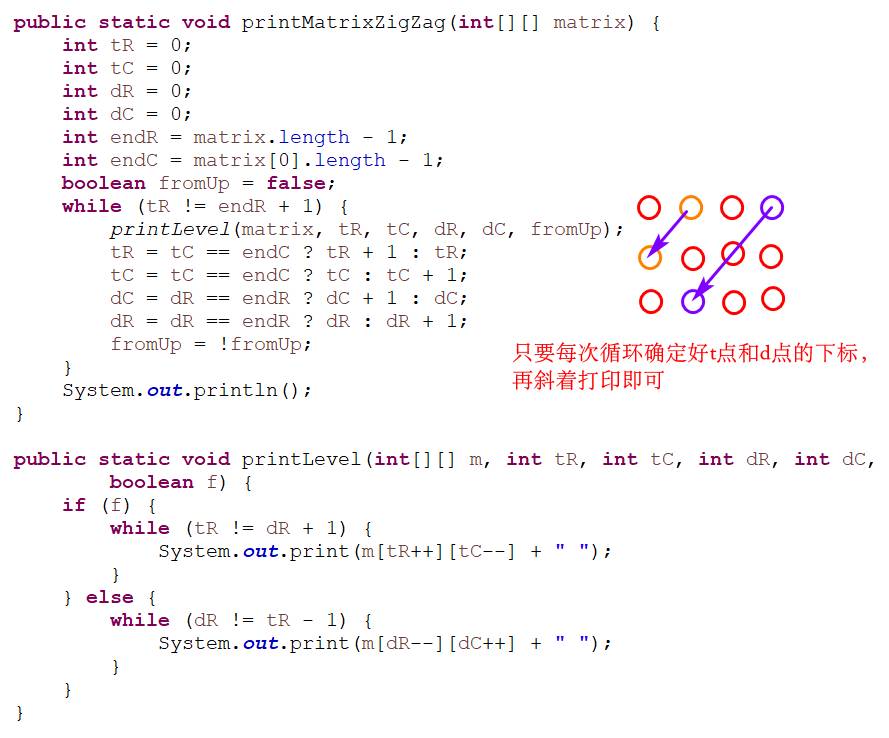 public static void printMatrixZigZag(int[][] matrix) {
    int tR = 0;
    int tC = 0;
    int dR = 0;
    int dC = 0;
    int endR = matrix.length - 1;
    int endC = matrix[0].length - 1;
    boolean fromUp = false;
    while (tR != endR + 1) {
        printLevel(matrix, tR, tC, dR, dC, fromUp);
        tR = tC == endC ? tR + 1 : tR;
        tC = tC == endC ? tC : tC + 1;
        dC = dR == endR ? dC + 1 : dC;
        dR = dR == endR ? dR : dR + 1;
        fromUp = !fromUp;
    }
    System.out.println();
}
只要每次循环确定好t点和d点的下标，
再斜着打印即可
public static void printLevel(int[][] m, int tR, int tC, int dR, int dC,
        boolean f) {
    if (f) {
        while (tR != dR + 1) {
            System.out.print(m[tR++][tC--] + " ");
        }
    } else {
        while (dR != tR - 1) {
            System.out.print(m[dR--][dC++] + " ");
        }
    }
}